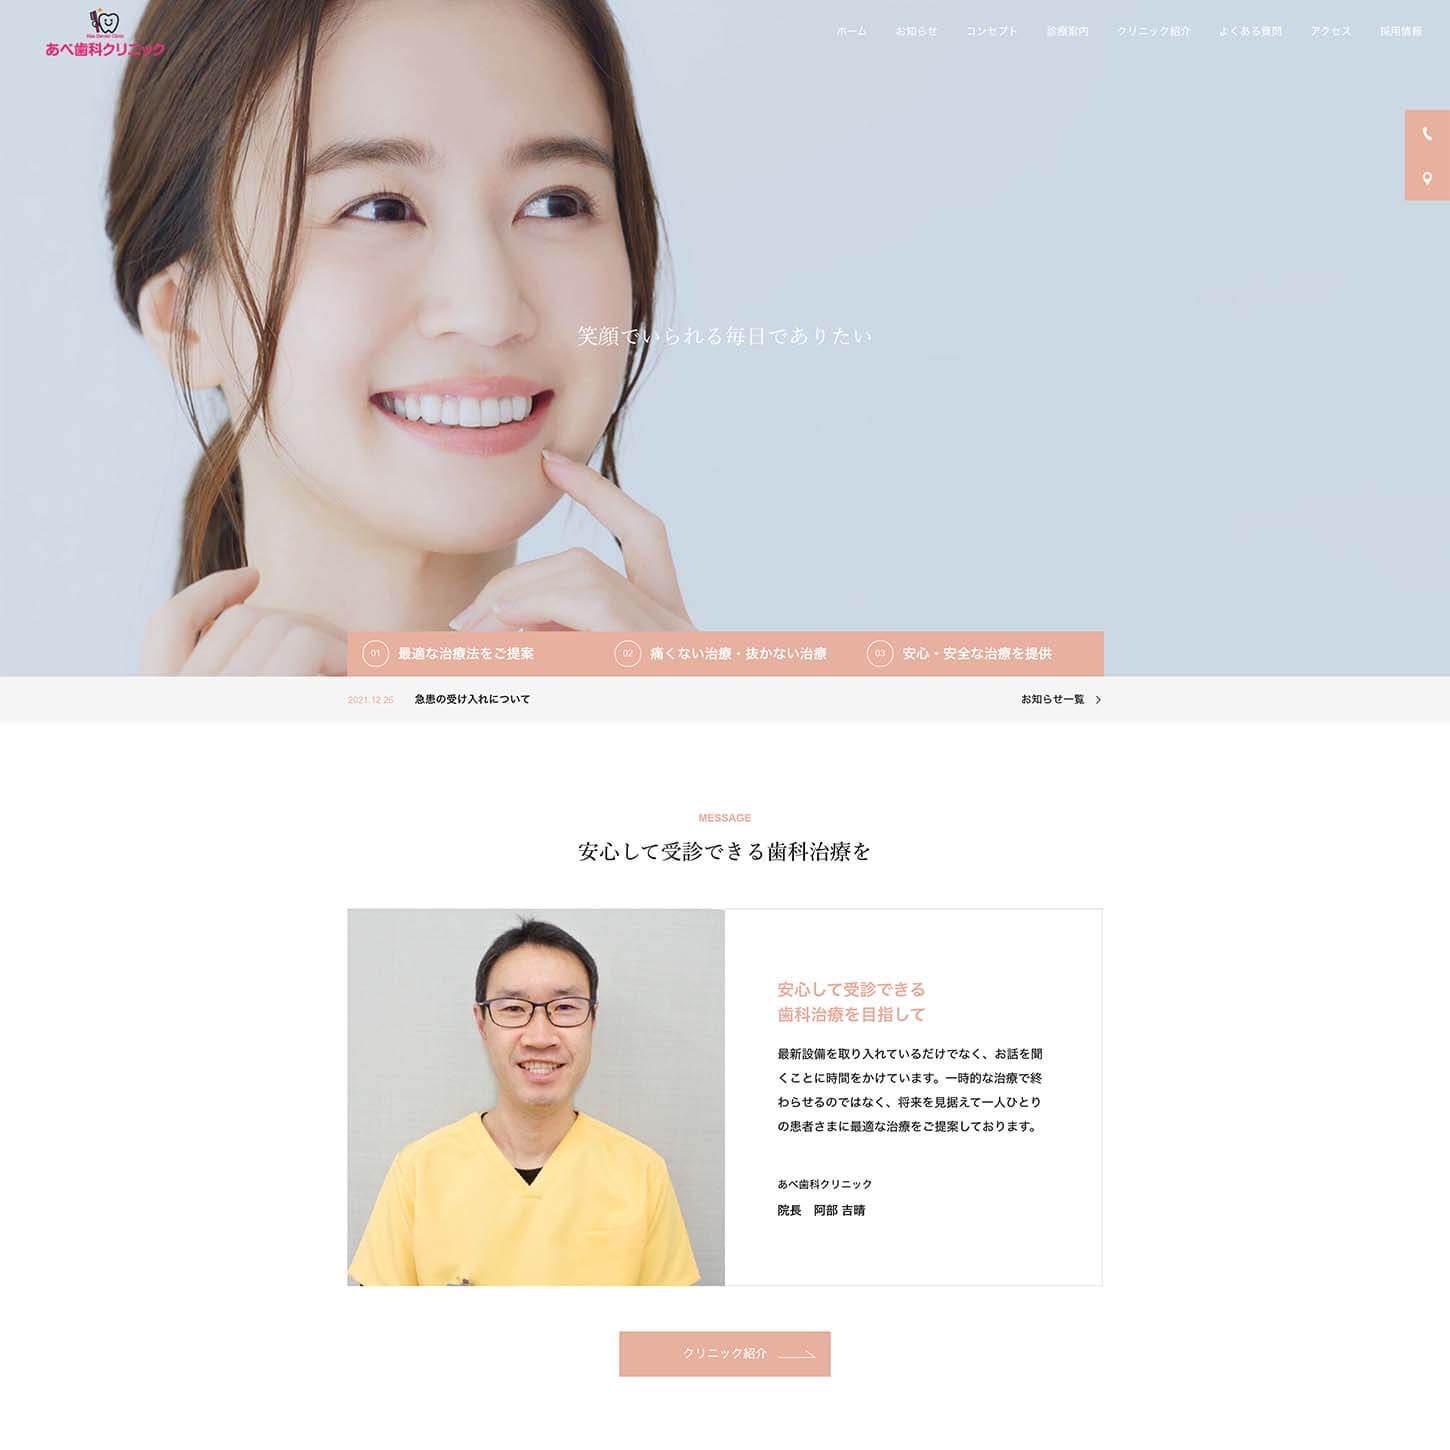 Abe Dental Clinic
あべ歯科クリニック
ホーム お知らせ コンセプト 診療案内 クリニック紹介 よくある質問 アクセス 採用情報
笑顔でいられる毎日でありたい
01 最適な治療法をご提案 02 痛くない治療・抜かない治療 03 安心・安全な治療を提供
2021.12.26 急患の受け入れについて お知らせ一覧
MESSAGE
安心して受診できる歯科治療を
安心して受診できる
歯科治療を目指して
最新設備を取り入れているだけでなく、お話を聞
くことに時間をかけています。一時的な治療で終
わらせるのではなく、将来を見据えて一人ひとり
の患者さまに最適な治療をご提案しております。
あべ歯科クリニック
院長　阿部 吉晴
クリニック紹介